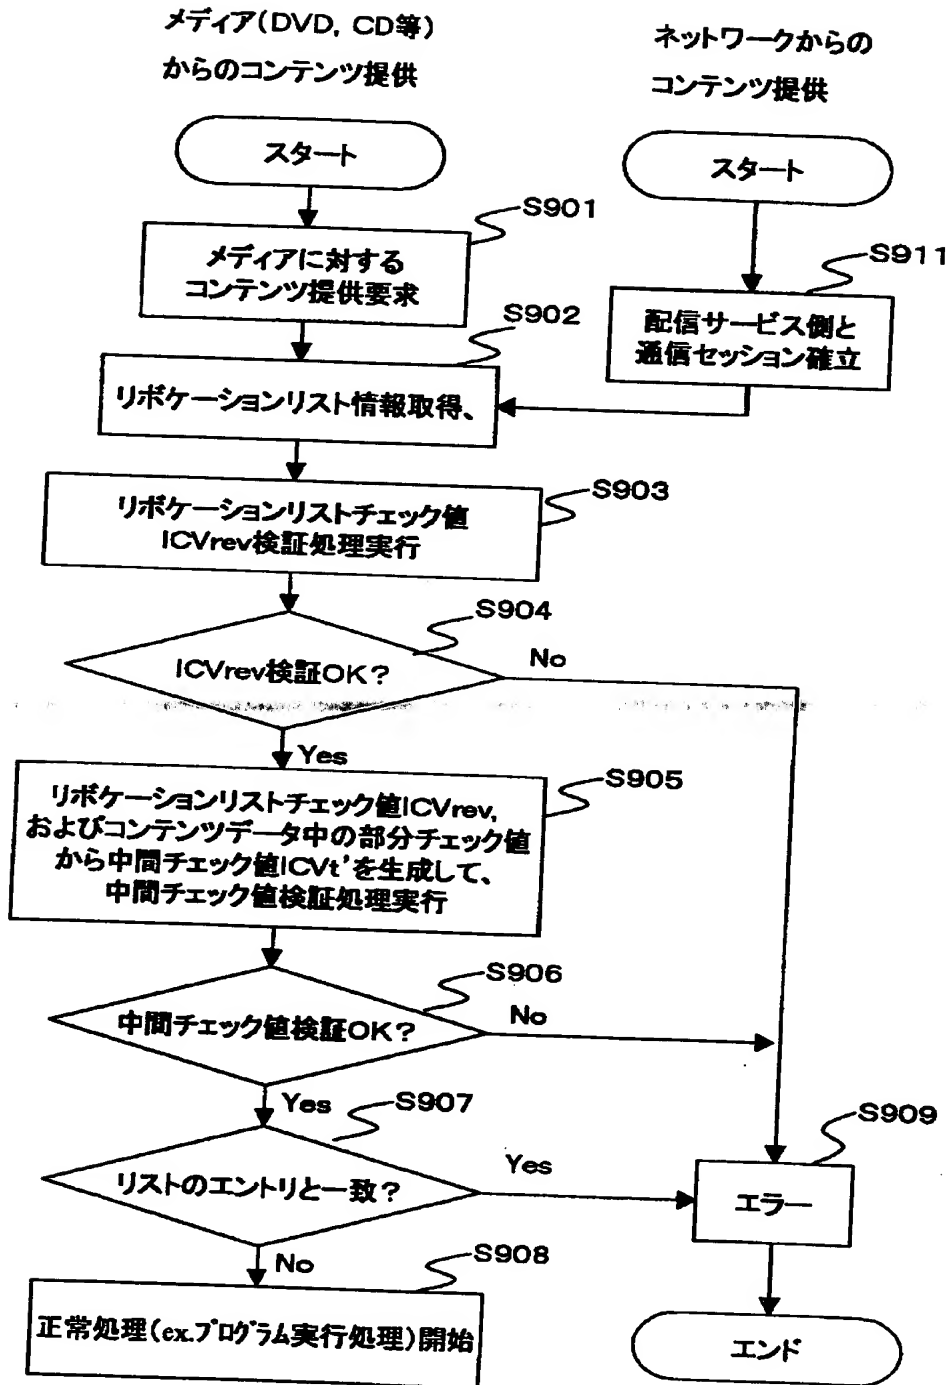 メディア(DVD, CD等)
からのコンテンツ提供
ネットワークからの
コンテンツ提供
スタート
スタート
S901
メディアに対する
コンテンツ提供要求
S911
配信サービス側と
通信セッション確立
S902
リボケーションリスト情報取得、
S903
リボケーションリストチェック値
ICVrev検証処理実行
S904
ICVrev検証OK?
No
Yes
S905
リボケーションリストチェック値ICVrev,
およびコンテンツデータ中の部分チェック値
から中間チェック値ICVt'を生成して、
中間チェック値検証処理実行
S906
中間チェック値検証OK?
No
Yes
S907
リストのエントリと一致?
Yes
S909
エラー
No
S908
正常処理(ex.プログラム実行処理)開始
エンド